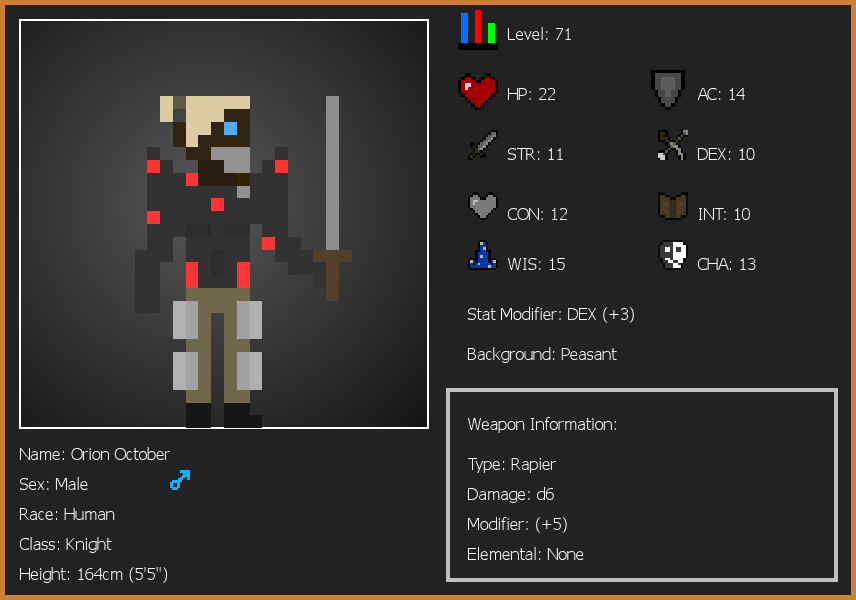 Level: 71
HP: 22
AC: 14
STR: 11
DEX: 10
CON: 12
INT: 10
WIS: 15
CHA: 13
Stat Modifier: DEX (+3)
Background: Peasant
Weapon Information:
Type: Rapier
Damage: d6
Modifier: (+5)
Elemental: None
Name: Orion October
Sex: Male
Race: Human
Class: Knight
Height: 164cm (5'5")